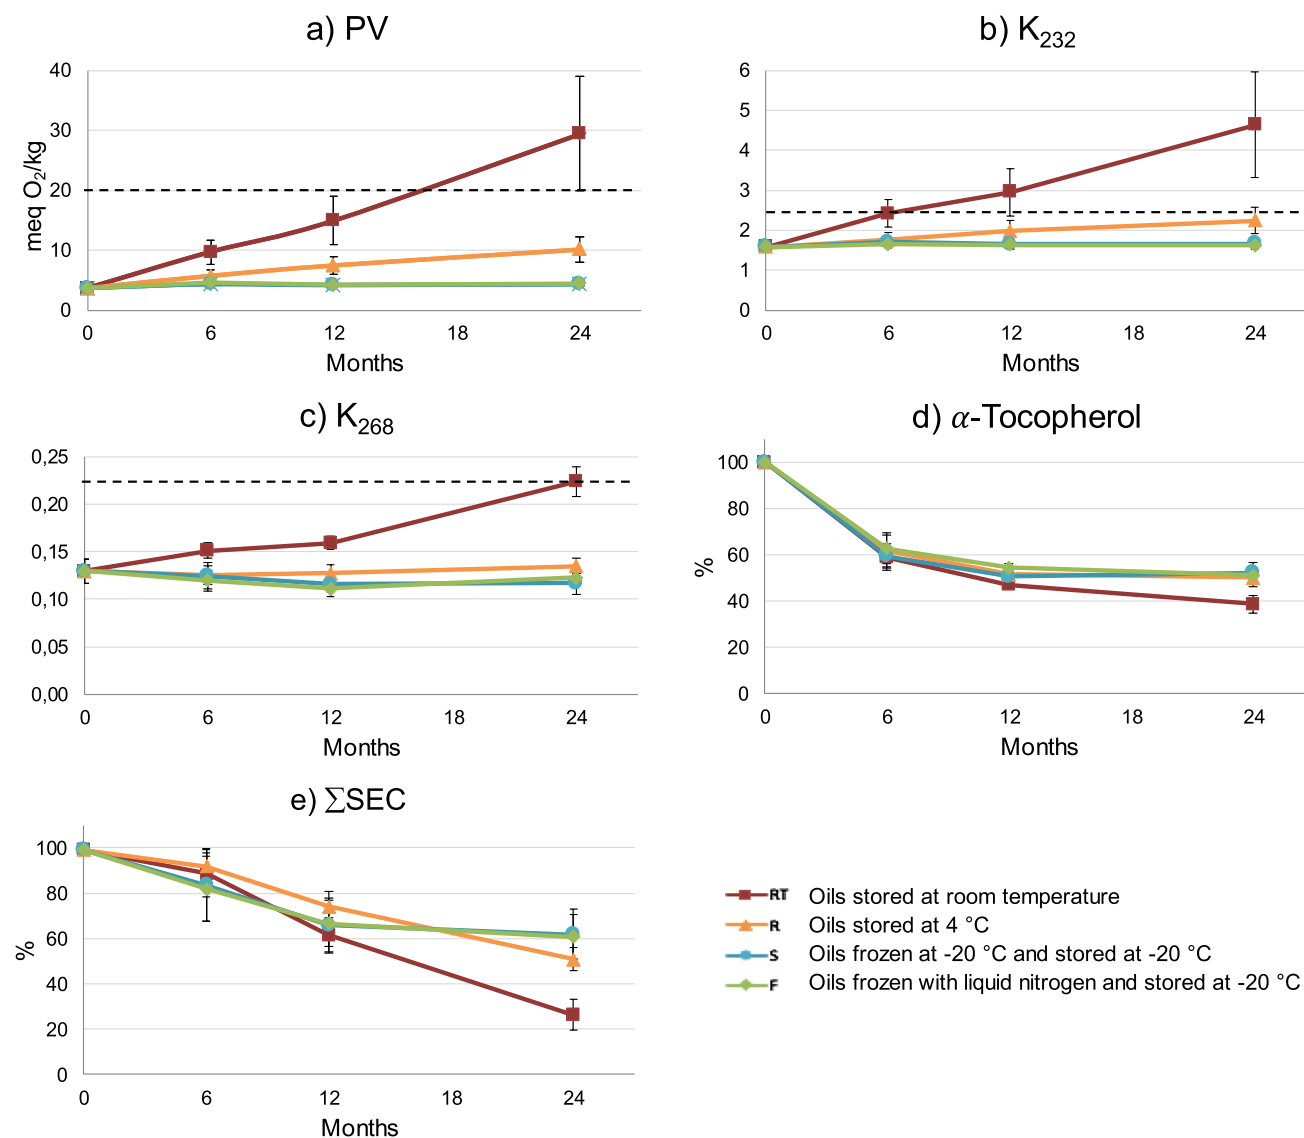 a) PV
40
30
20
10
0
meq O₂/kg
0 6 12 18 24
Months
b) K₂₃₂
6
5
4
3
2
1
0
0 6 12 18 24
Months
c) K₂₆₈
0,25
0,20
0,15
0,10
0,05
0,00
0 6 12 18 24
Months
d) α-Tocopherol
100
80
60
40
20
0
%
0 6 12 18 24
Months
e) ∑SEC
100
80
60
40
20
0
%
0 6 12 18 24
Months
RT Oils stored at room temperature
R Oils stored at 4 °C
S Oils frozen at -20 °C and stored at -20 °C
F Oils frozen with liquid nitrogen and stored at -20 °C